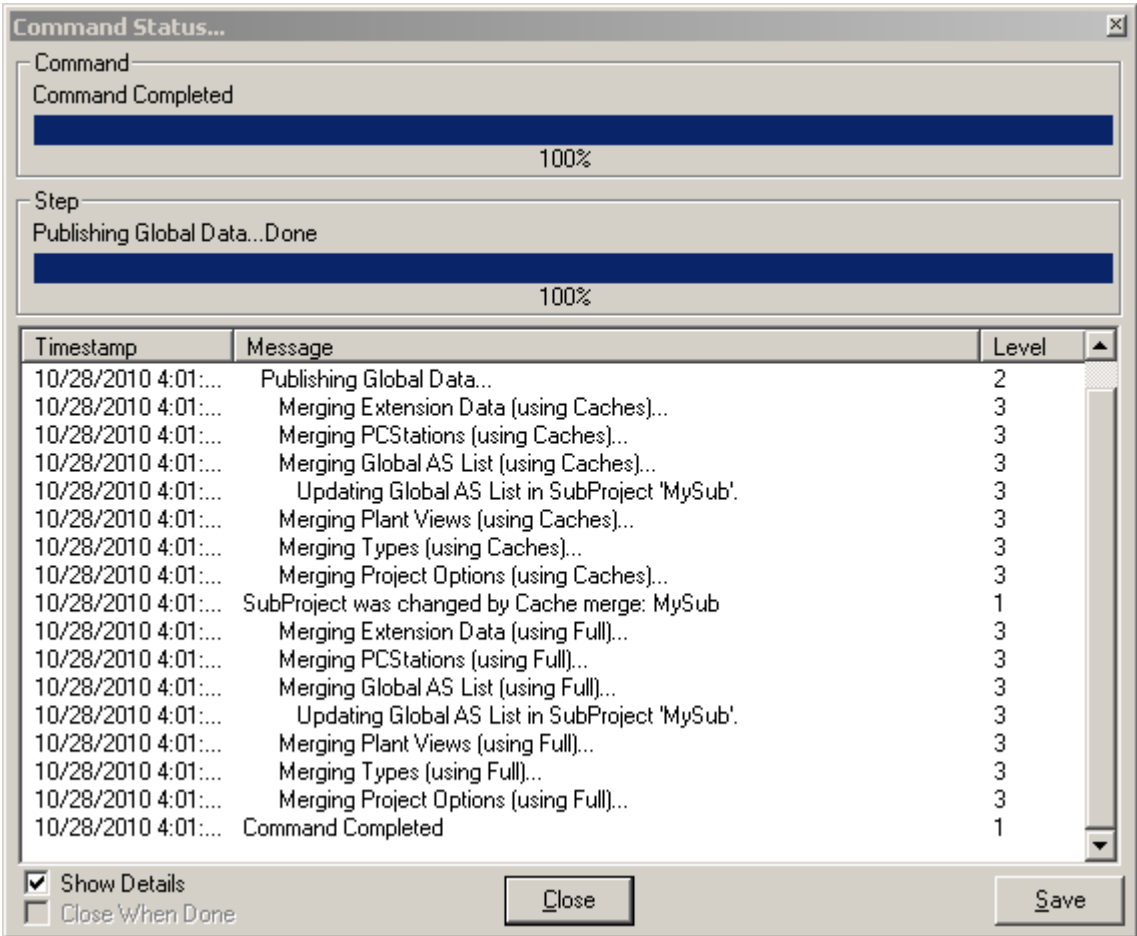 Command Status...
Command
Command Completed
100%
Step
Publishing Global Data...Done
100%
Timestamp Message Level
10/28/2010 4:01:... Publishing Global Data... 2
10/28/2010 4:01:... Merging Extension Data (using Caches)... 3
10/28/2010 4:01:... Merging PCStations (using Caches)... 3
10/28/2010 4:01:... Merging Global AS List (using Caches)... 3
10/28/2010 4:01:... Updating Global AS List in SubProject 'MySub'. 3
10/28/2010 4:01:... Merging Plant Views (using Caches)... 3
10/28/2010 4:01:... Merging Types (using Caches)... 3
10/28/2010 4:01:... Merging Project Options (using Caches)... 3
10/28/2010 4:01:... SubProject was changed by Cache merge: MySub 1
10/28/2010 4:01:... Merging Extension Data (using Full)... 3
10/28/2010 4:01:... Merging PCStations (using Full)... 3
10/28/2010 4:01:... Merging Global AS List (using Full)... 3
10/28/2010 4:01:... Updating Global AS List in SubProject 'MySub'. 3
10/28/2010 4:01:... Merging Plant Views (using Full)... 3
10/28/2010 4:01:... Merging Types (using Full)... 3
10/28/2010 4:01:... Merging Project Options (using Full)... 3
10/28/2010 4:01:... Command Completed 1
Show Details
Close When Done
Close
Save